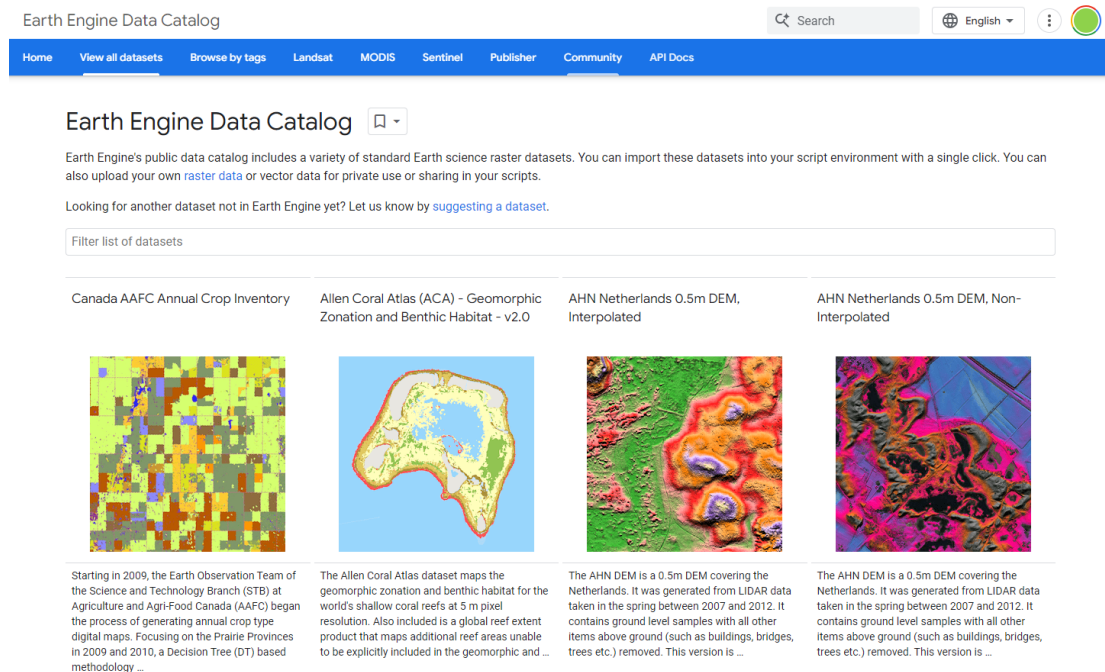 Earth Engine Data Catalog
Search
English
Home View all datasets Browse by tags Landsat MODIS Sentinel Publisher Community API Docs
Earth Engine Data Catalog
Earth Engine's public data catalog includes a variety of standard Earth science raster datasets. You can import these datasets into your script environment with a single click. You can
also upload your own raster data or vector data for private use or sharing in your scripts.
Looking for another dataset not in Earth Engine yet? Let us know by suggesting a dataset.
Filter list of datasets
Canada AAFC Annual Crop Inventory
Starting in 2009, the Earth Observation Team of
the Science and Technology Branch (STB) at
Agriculture and Agri-Food Canada (AAFC) began
the process of generating annual crop type
digital maps. Focusing on the Prairie Provinces
in 2009 and 2010, a Decision Tree (DT) based
methodology …
Allen Coral Atlas (ACA) - Geomorphic
Zonation and Benthic Habitat - v2.0
The Allen Coral Atlas dataset maps the
geomorphic zonation and benthic habitat for the
world's shallow coral reefs at 5 m pixel
resolution. Also included is a global reef extent
product that maps additional reef areas unable
to be explicitly included in the geomorphic and …
AHN Netherlands 0.5m DEM,
Interpolated
The AHN DEM is a 0.5m DEM covering the
Netherlands. It was generated from LIDAR data
taken in the spring between 2007 and 2012. It
contains ground level samples with all other
items above ground (such as buildings, bridges,
trees etc.) removed. This version is …
AHN Netherlands 0.5m DEM, Non-
Interpolated
The AHN DEM is a 0.5m DEM covering the
Netherlands. It was generated from LIDAR data
taken in the spring between 2007 and 2012. It
contains ground level samples with all other
items above ground (such as buildings, bridges,
trees etc.) removed. This version is …